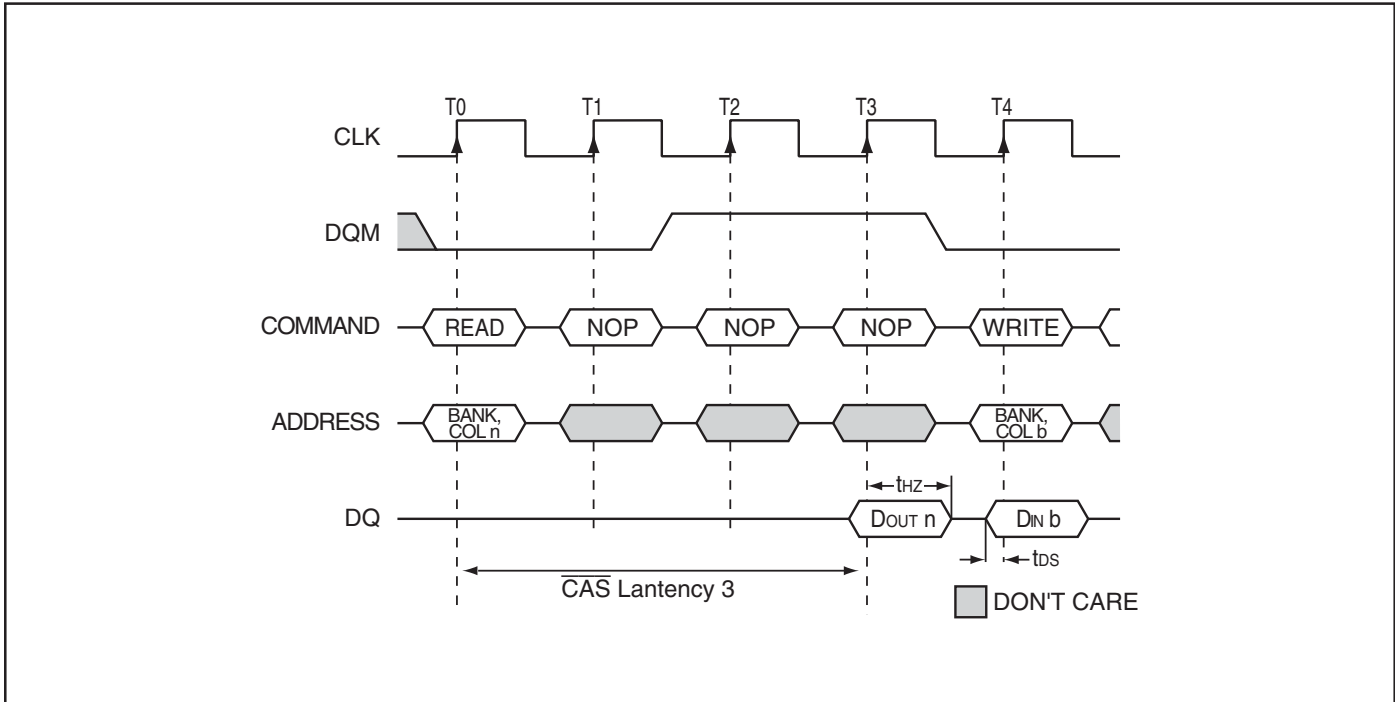 T0 T1 T2 T3 T4
CLK
DQM
COMMAND READ NOP NOP NOP WRITE
ADDRESS BANK, COL n BANK, COL b
tHZ
DQ DOUT n DIN b
tDS
CAS Lantency 3
DON'T CARE